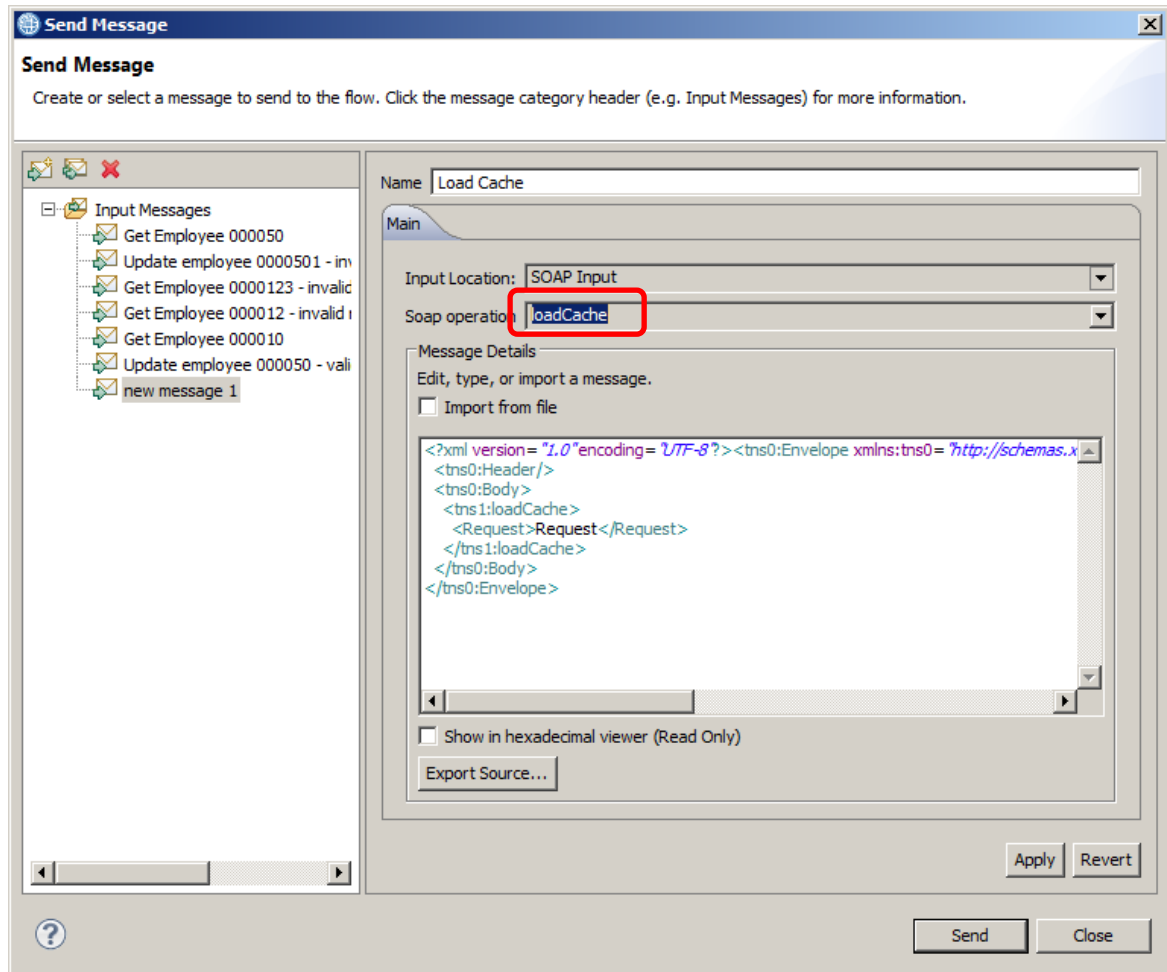 Send Message
Send Message
Create or select a message to send to the flow. Click the message category header (e.g. Input Messages) for more information.
Input Messages
Get Employee 000050
Update employee 0000501 - inv
Get Employee 0000123 - invalid
Get Employee 000012 - invalid
Get Employee 000010
Update employee 000050 - vali
new message 1
Name Load Cache
Main
Input Location: SOAP Input
Soap operation loadCache
Message Details
Edit, type, or import a message.
Import from file
<?xml version="1.0"encoding="UTF-8"?><tns0:Envelope xmlns:tns0="http://schemas.x
<tns0:Header/>
<tns0:Body>
<tns1:loadCache>
<Request>Request</Request>
</tns1:loadCache>
</tns0:Body>
</tns0:Envelope>
Show in hexadecimal viewer (Read Only)
Export Source...
Apply Revert
? Send Close